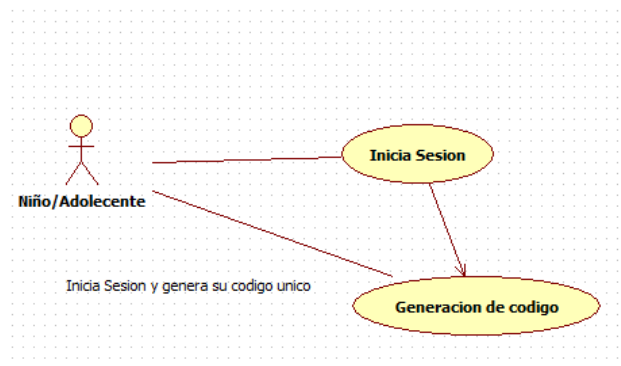 Inicia Sesion
Niño/Adolecente
Inicia Sesion y genera su codigo unico
Generacion de codigo